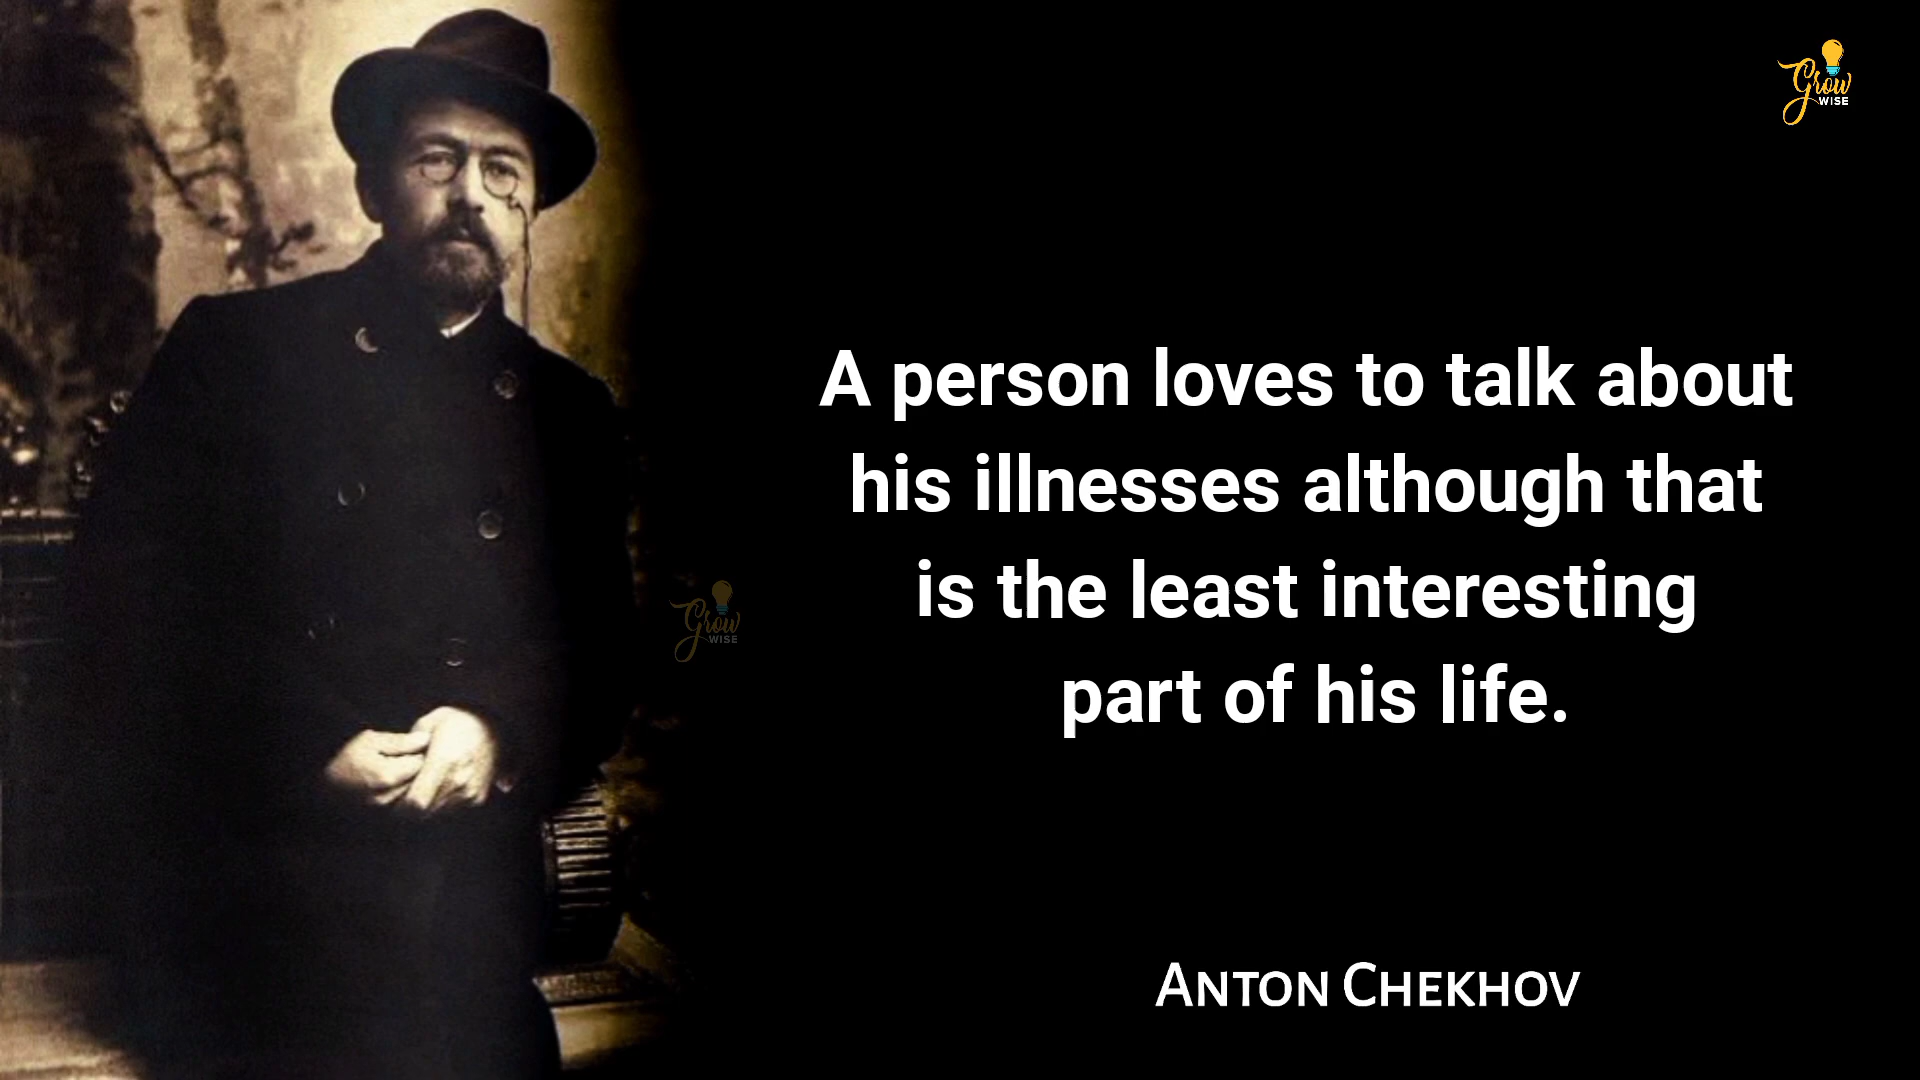 Grow
WISE
A person loves to talk about
his illnesses although that
is the least interesting
part of his life.
Grow
WISE
ANTON CHEKHOV